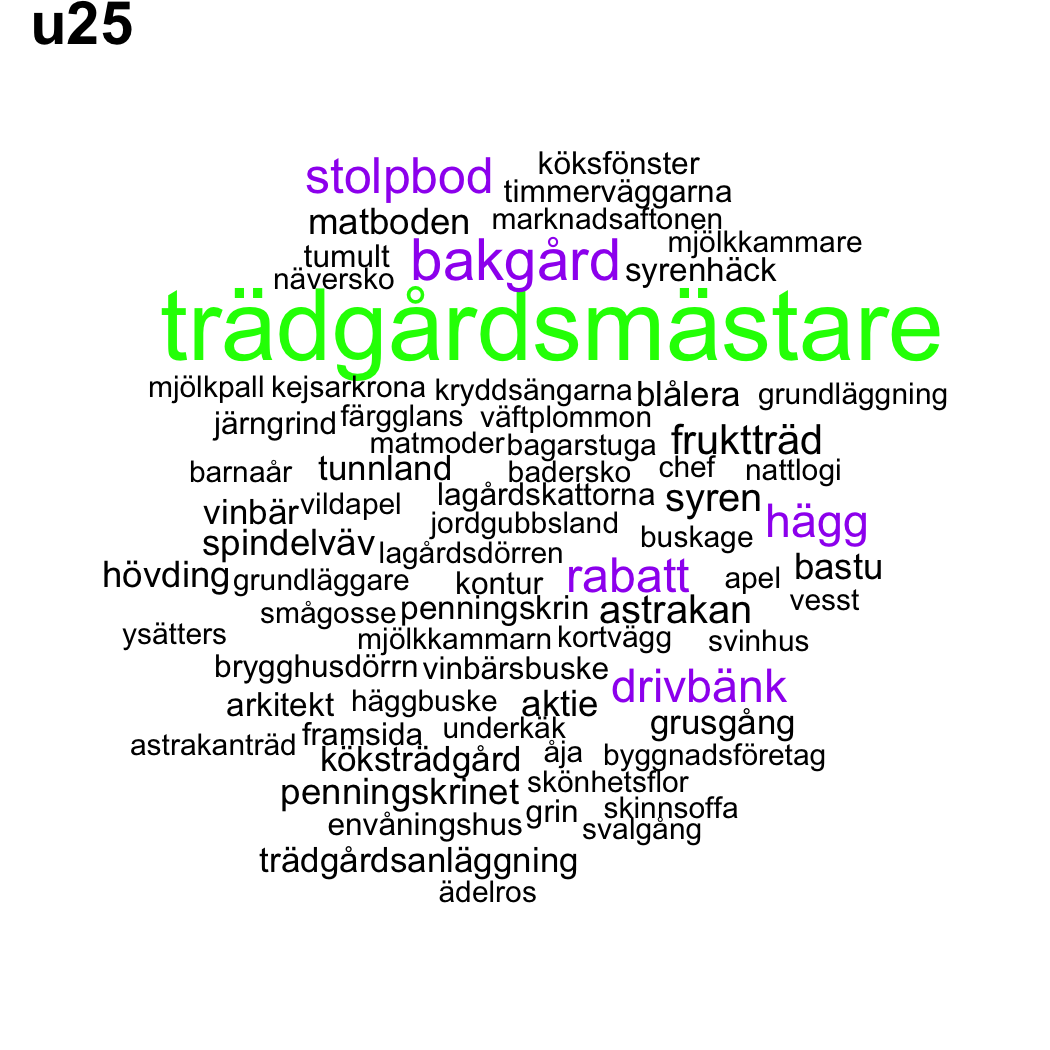 u25
stolpbod köksfönster
timmerväggarna
matboden marknadsaftonen
tumult bakgård mjölkkammare
näversko syrenhäck
trädgårdsmästare
mjölkpall kejsarkrona kryddsängarna blålera grundläggning
järngrind färgglans väftplommon
matmoder bagarstuga fruktträd
barnaår tunnland badersko chef nattlogi
vinbär vildapel lagårdskattorna syren
jordgubbsland buskage hägg
spindelväv lagårdsdörren
hövding grundläggare kontur rabatt apel bastu
smågosse penningskrin astrakan vesst
ysätters mjölkkammarn kortvägg svinhus
brygghusdörrn vinbärsbuske drivbänk
arkitekt häggbuske aktie
astrakanträd framsida underkäk grusgång
köksträdgård åja byggnadsföretag
penningskrinet skönhetsflor
envåningshus grin skinnsoffa
svalgång
trädgårdsanläggning
ädelros